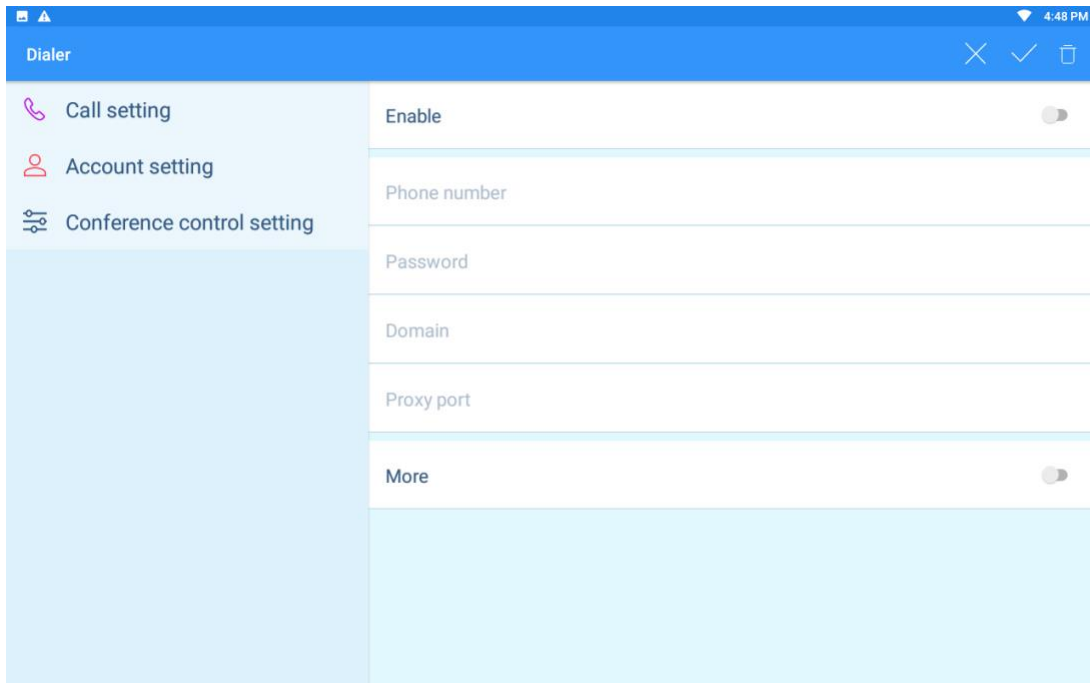 4:48 PM
Dialer
Call setting
Account setting
Conference control setting
Enable
Phone number
Password
Domain
Proxy port
More